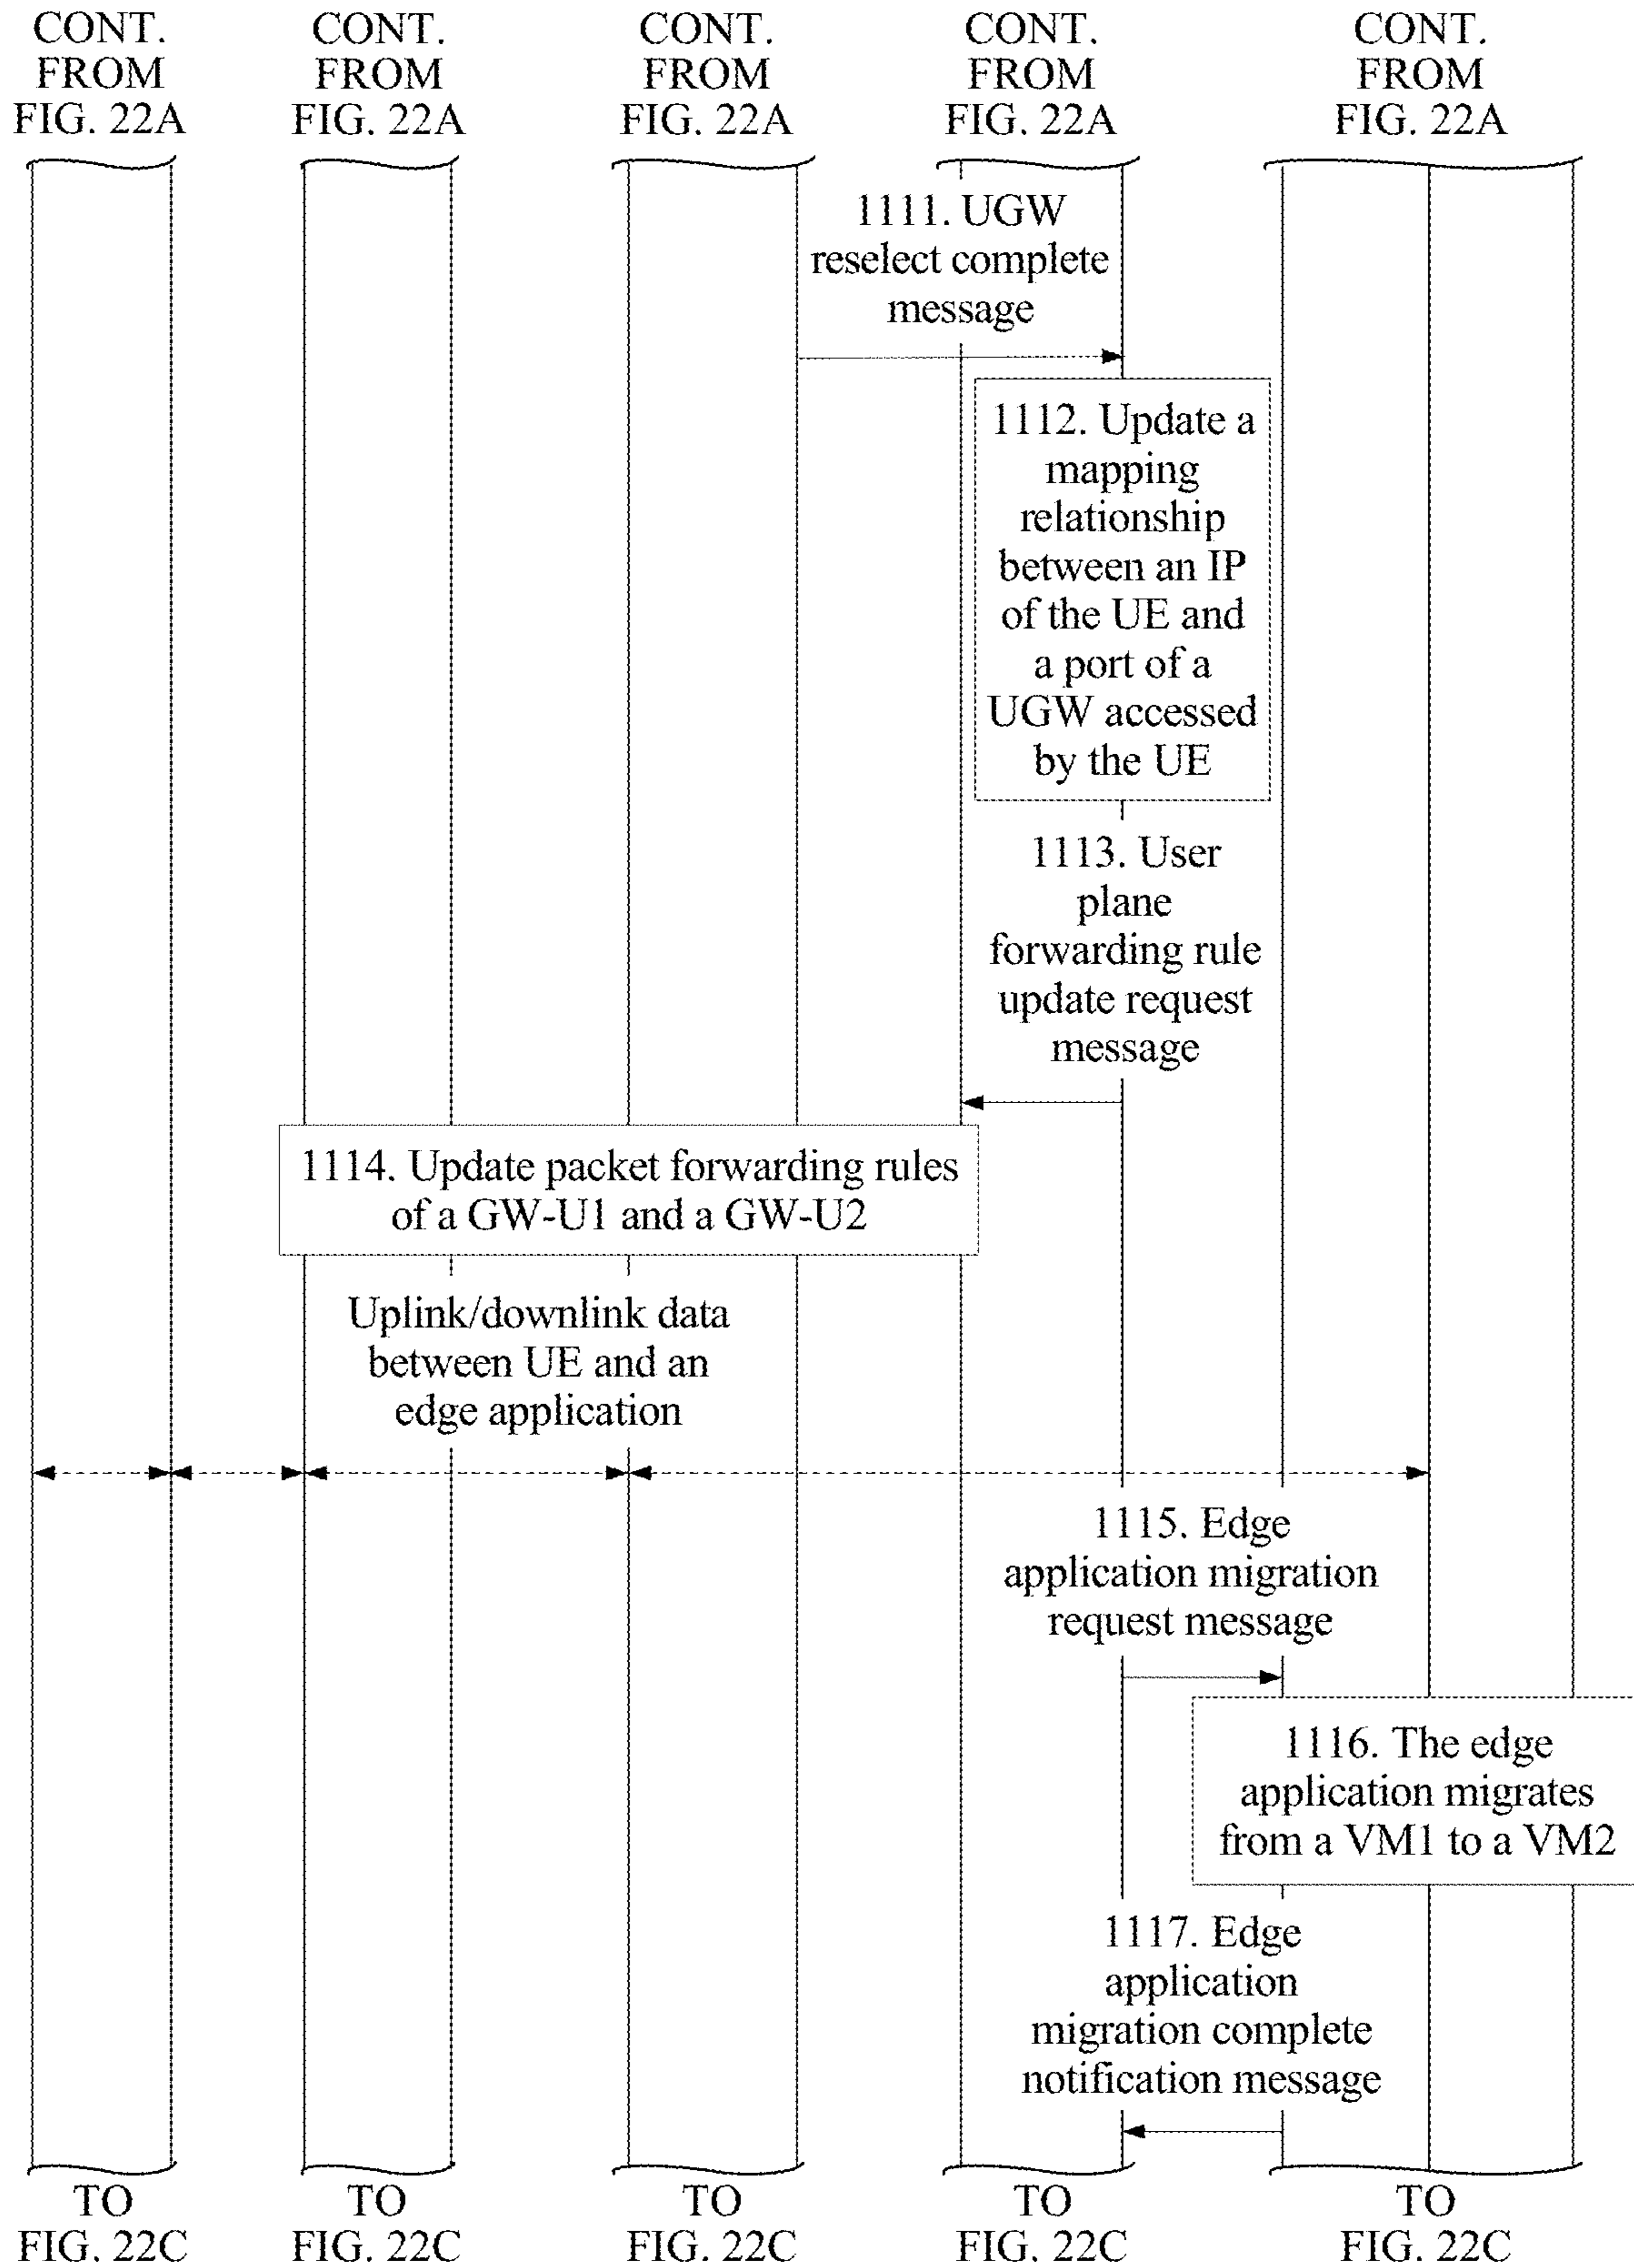 CONT. FROM FIG. 22A
CONT. FROM FIG. 22A
CONT. FROM FIG. 22A
CONT. FROM FIG. 22A
CONT. FROM FIG. 22A
1111. UGW
reselect complete
message
1112. Update a
mapping
relationship
between an IP
of the UE and
a port of a
UGW accessed
by the UE
1113. User
plane
forwarding rule
update request
message
1114. Update packet forwarding rules
of a GW-U1 and a GW-U2
Uplink/downlink data
between UE and an
edge application
1115. Edge
application migration
request message
1116. The edge
application migrates
from a VM1 to a VM2
1117. Edge
application
migration complete
notification message
TO FIG. 22C
TO FIG. 22C
TO FIG. 22C
TO FIG. 22C
TO FIG. 22C